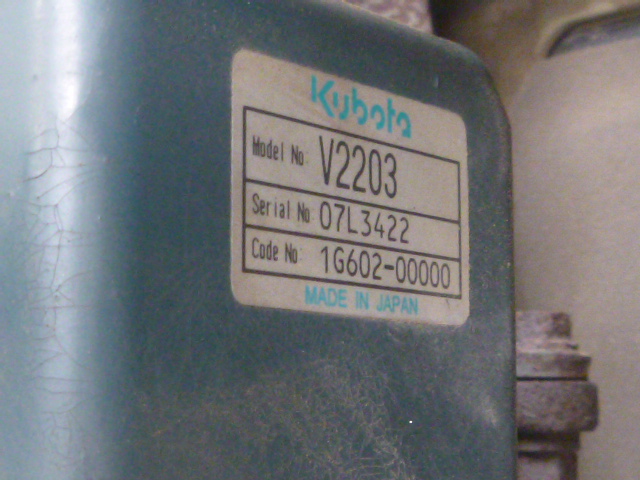 Kubota
Model No: V2203
Serial No: 07L3422
Code No: 1G602-00000
MADE IN JAPAN